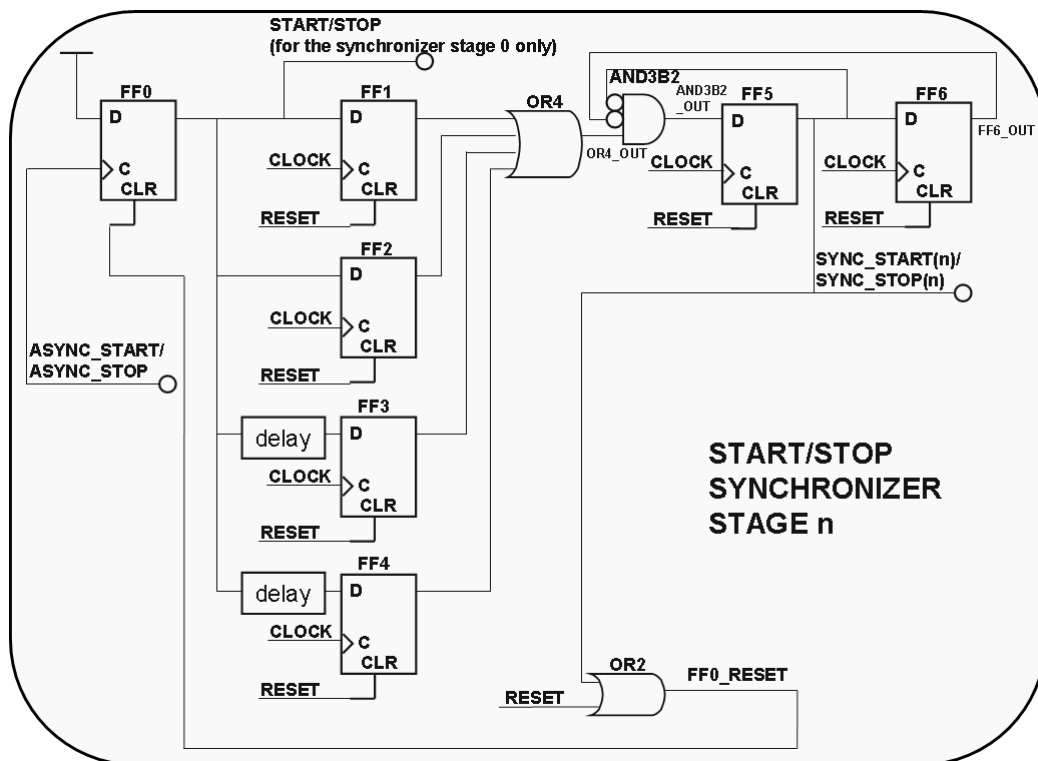 START/STOP
(for the synchronizer stage 0 only)
FF0
D
C
CLR
FF1
D
CLOCK
C
CLR
RESET
OR4
OR4_OUT
AND3B2
AND3B2
_OUT
FF5
D
CLOCK
C
CLR
RESET
FF6
D
FF6_OUT
CLOCK
C
CLR
RESET
FF2
D
CLOCK
C
CLR
RESET
SYNC_START(n)/
SYNC_STOP(n)
ASYNC_START/
ASYNC_STOP
FF3
delay
D
CLOCK
C
CLR
RESET
START/STOP
SYNCHRONIZER
STAGE n
FF4
delay
D
CLOCK
C
CLR
RESET
OR2
RESET
FF0_RESET